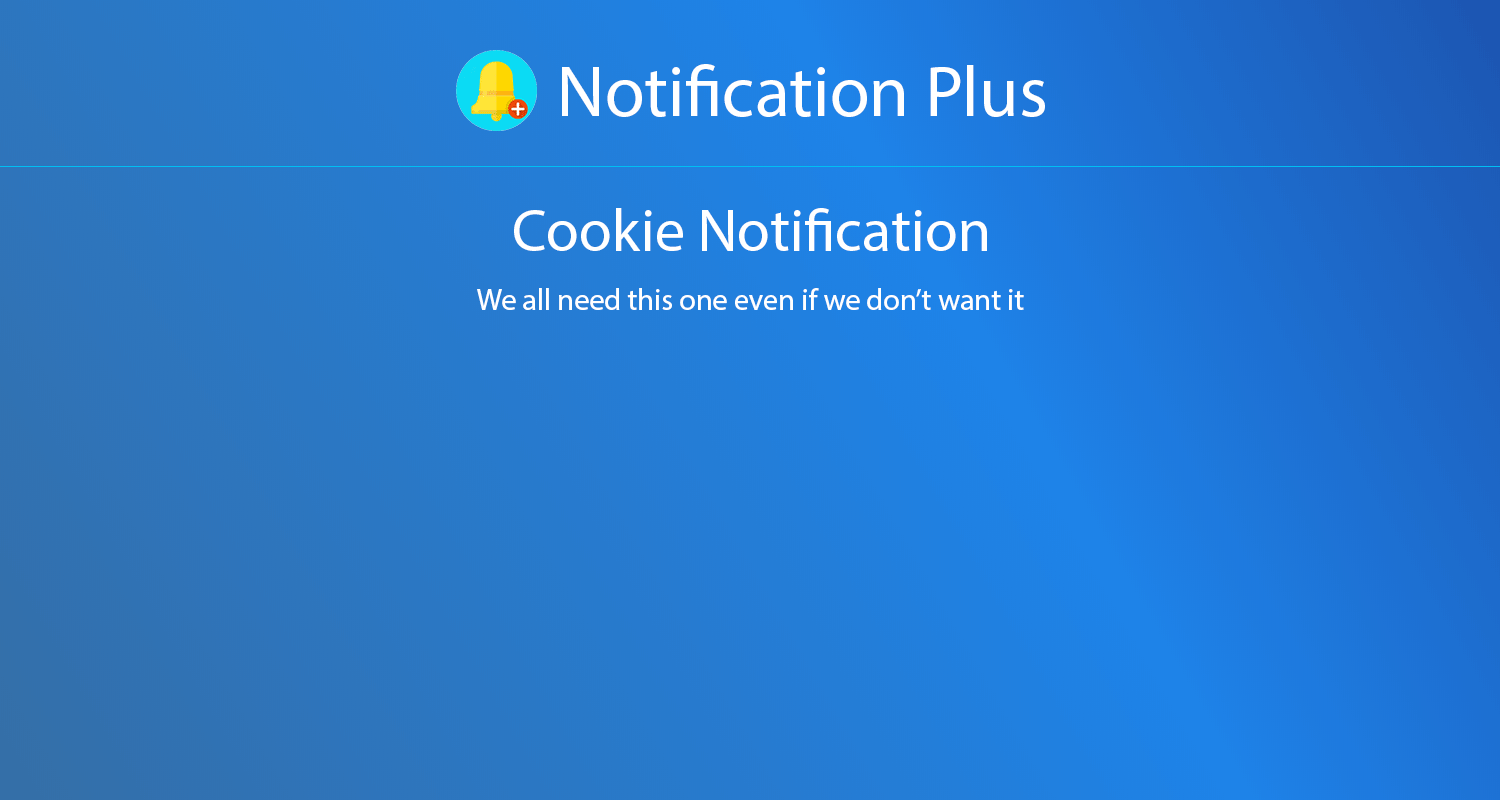 Notification Plus
Cookie Notification
We all need this one even if we don’t want it